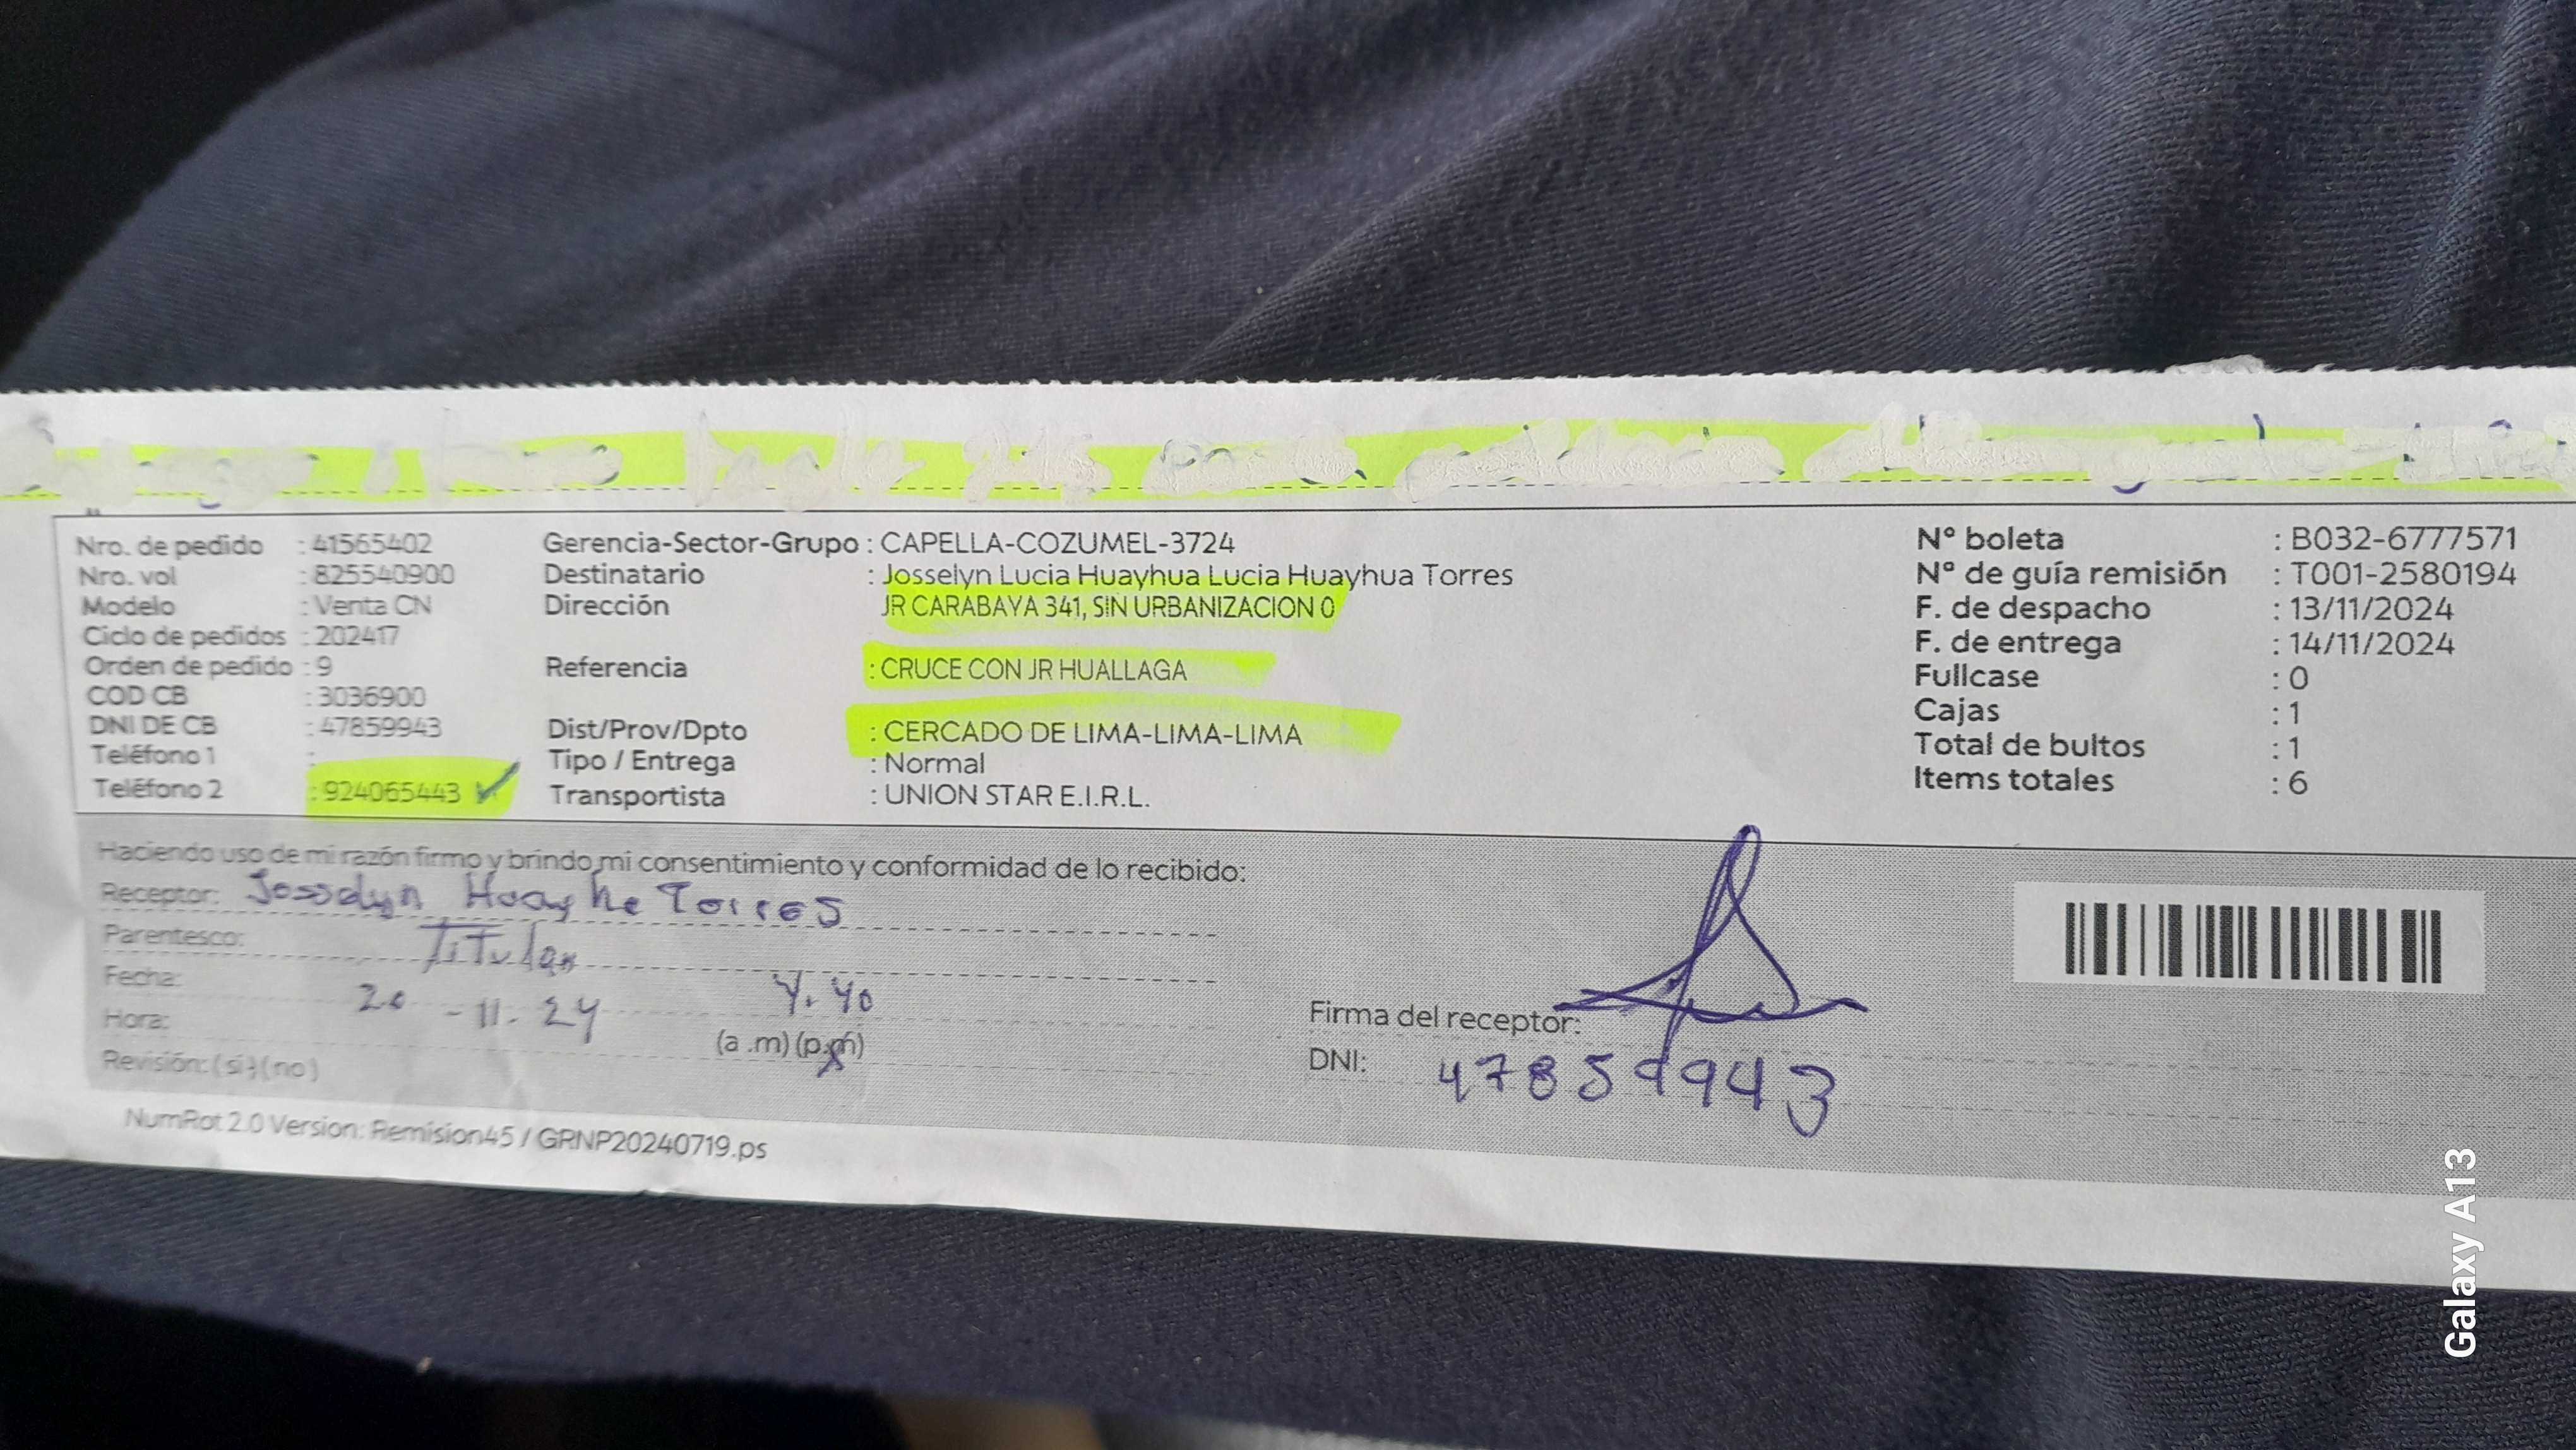 Nro. de pedido : 41565402 Gerencia-Sector-Grupo : CAPELLA-COZUMEL-3724 Nº boleta : B032-6777571
Nro. vol : 825540900 Destinatario : Josselyn Lucia Huayhua Lucia Huayhua Torres Nº de guía remisión : T001-2580194
Modelo : Venta CN Dirección JR CARABAYA 341, SIN URBANIZACION 0 F. de despacho : 13/11/2024
Ciclo de pedidos : 202417 F. de entrega : 14/11/2024
Orden de pedido : 9 Referencia : CRUCE CON JR HUALLAGA Fullcase : 0
COD CB : 3036900 Cajas : 1
DNI DE CB : 47859943 Dist/Prov/Dpto : CERCADO DE LIMA-LIMA-LIMA Total de bultos : 1
Teléfono 1 : Tipo / Entrega : Normal Items totales : 6
Teléfono 2 : 924065443 Transportista : UNION STAR E.I.R.L.
Haciendo uso de mi razón firmo y brindo mi consentimiento y conformidad de lo recibido:
Receptor: Josselyn Torres
Parentesco: Titular
Fecha: 20-11-24 4.40
Hora: (a .m) (p.m)
Revisión: (si) (no)
Firma del receptor:
DNI: 47859943
NumRot 2.0 Version: Remision45 / GRNP20240719.ps
Galaxy A13